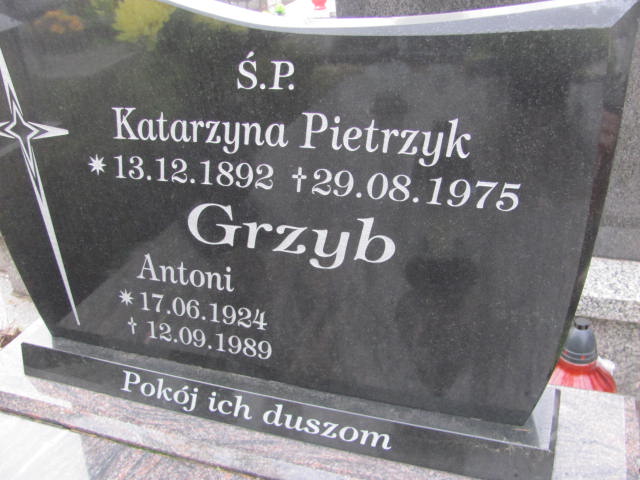 Ś.P.
Katarzyna Pietrzyk
* 13.12.1892 † 29.08.1975
Grzyb
Antoni
* 17.06.1924
† 12.09.1989
Pokój ich duszom